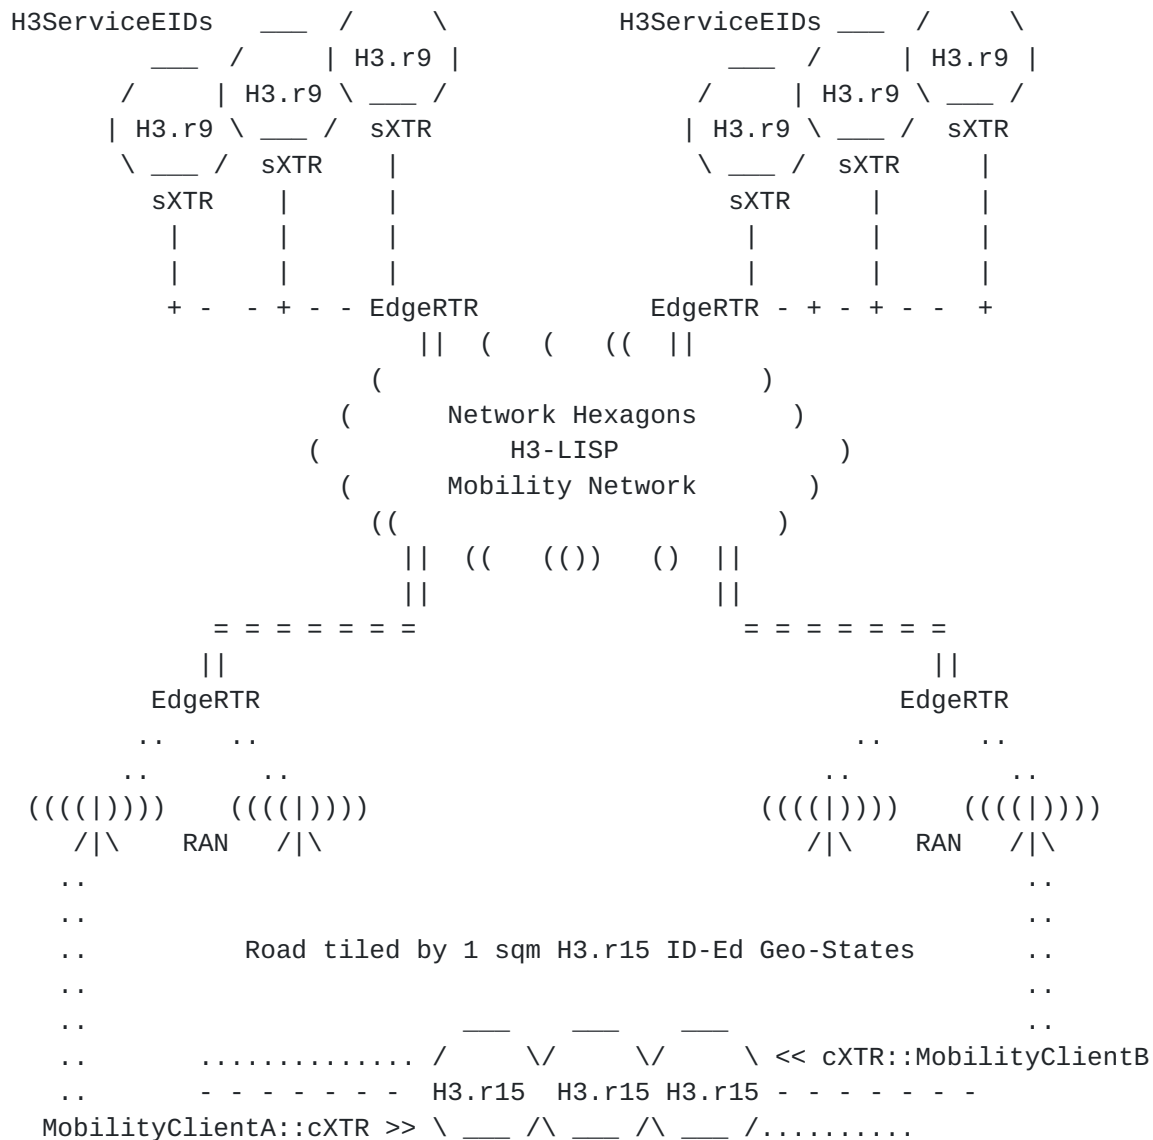 H3ServiceEIDs    ___   /       \           H3ServiceEIDs ___   /       \
         ___   /       | H3.r9 |                 ___   /       | H3.r9 |
       /       | H3.r9 \ ___ /                 /       | H3.r9 \ ___ /
      | H3.r9 \ ___ /  sXTR                | H3.r9 \ ___ /  sXTR
       \ ___ /  sXTR    |                   \ ___ /  sXTR       |
         sXTR    |      |                     sXTR     |      |
          |      |      |                      |       |      |
          |      |      |                      |       |      |
          + -  - + - - EdgeRTR           EdgeRTR - + - + - -  +
                          ||  (   (   ((  ||
                       (                        )
                     (      Network Hexagons      )
                   (            H3-LISP              )
                     (      Mobility Network       )
                       ((                        )
                         ||  ((   (())   ()  ||
                         ||                  ||
             = = = = = = =                     = = = = = = =
            ||                                             ||
         EdgeRTR                                         EdgeRTR
        ..    ..                                      ..      ..
       ..      ..                                   ..          ..
 ((((|))))    ((((|))))                         ((((|))))    ((((|))))
    /|\    RAN   /|\                               /|\    RAN   /|\
   ..                                                            ..
   ..                                                            ..
   ..          Road tiled by 1 sqm H3.r15 ID-Ed Geo-States       ..
   ..                                                            ..
   ..                        ___    ___    ___                   ..
   ..       .............. /     \/     \/     \ << cXTR::MobilityClientB
   ..       - - - - - - -  H3.r15  H3.r15 H3.r15 - - - - - - -
  MobilityClientA::cXTR >> \ ___ /\ ___ /\ ___ /..........